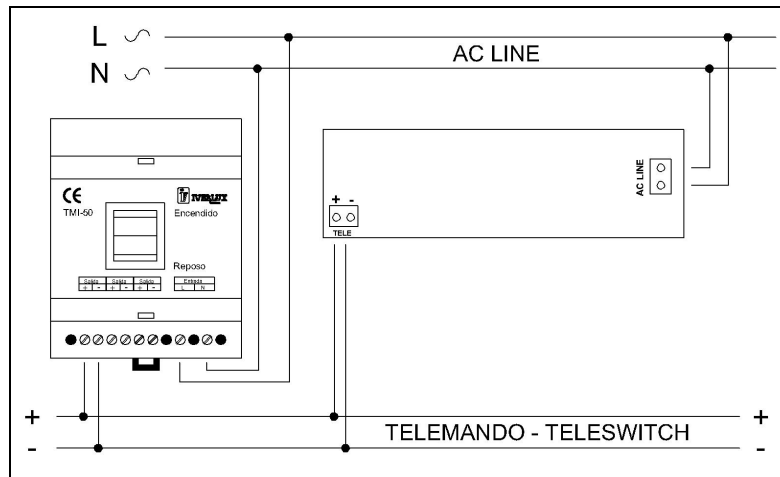 L
N
AC LINE
CE
TMI-50
IVERLUX
Encendido
Reposo
Salida Salida Salida Entrada
+ - + - + - L N
+ -
TELE
AC LINE
+ +
TELEMANDO - TELESWITCH
- -